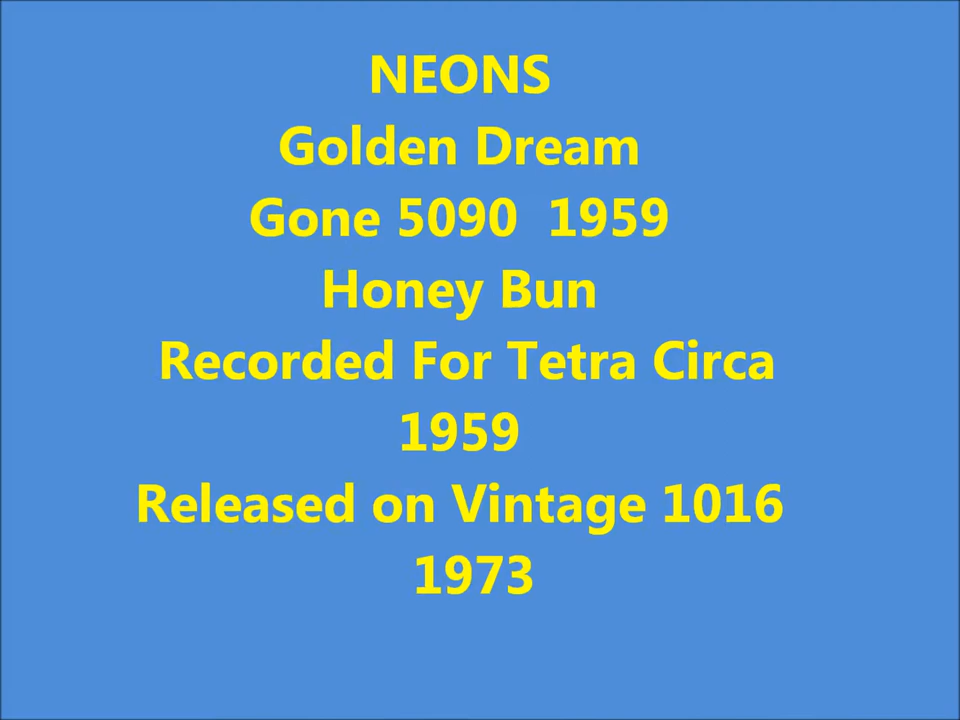 NEONS
Golden Dream
Gone 5090  1959
Honey Bun
Recorded For Tetra Circa
1959
Released on Vintage 1016
1973